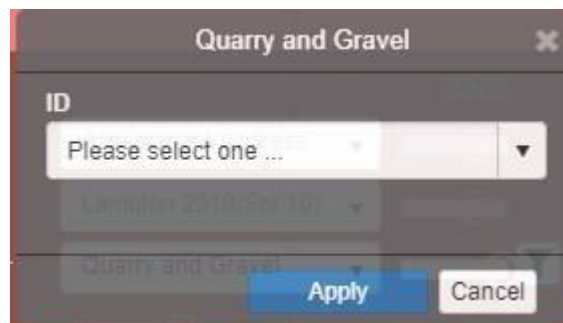 Quarry and Gravel
ID
Please select one ...
Quarry and Gravel
Apply Cancel